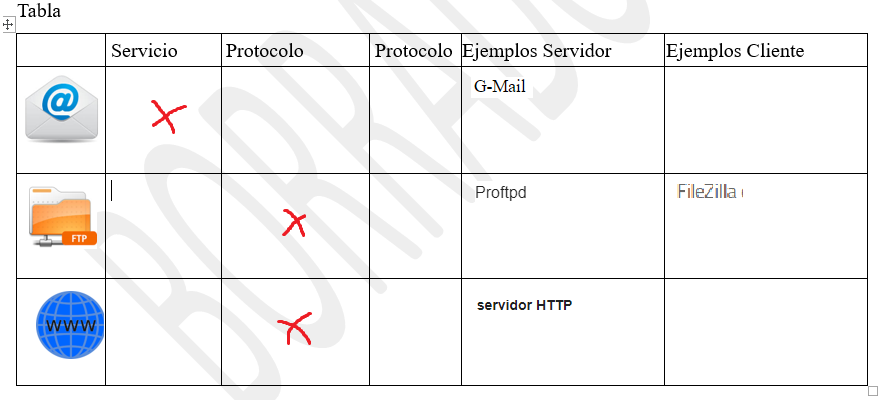 Tabla
Servicio Protocolo Protocolo Ejemplos Servidor Ejemplos Cliente
@ G-Mail
FTP Proftpd FileZilla
WWW servidor HTTP
BORRADOR